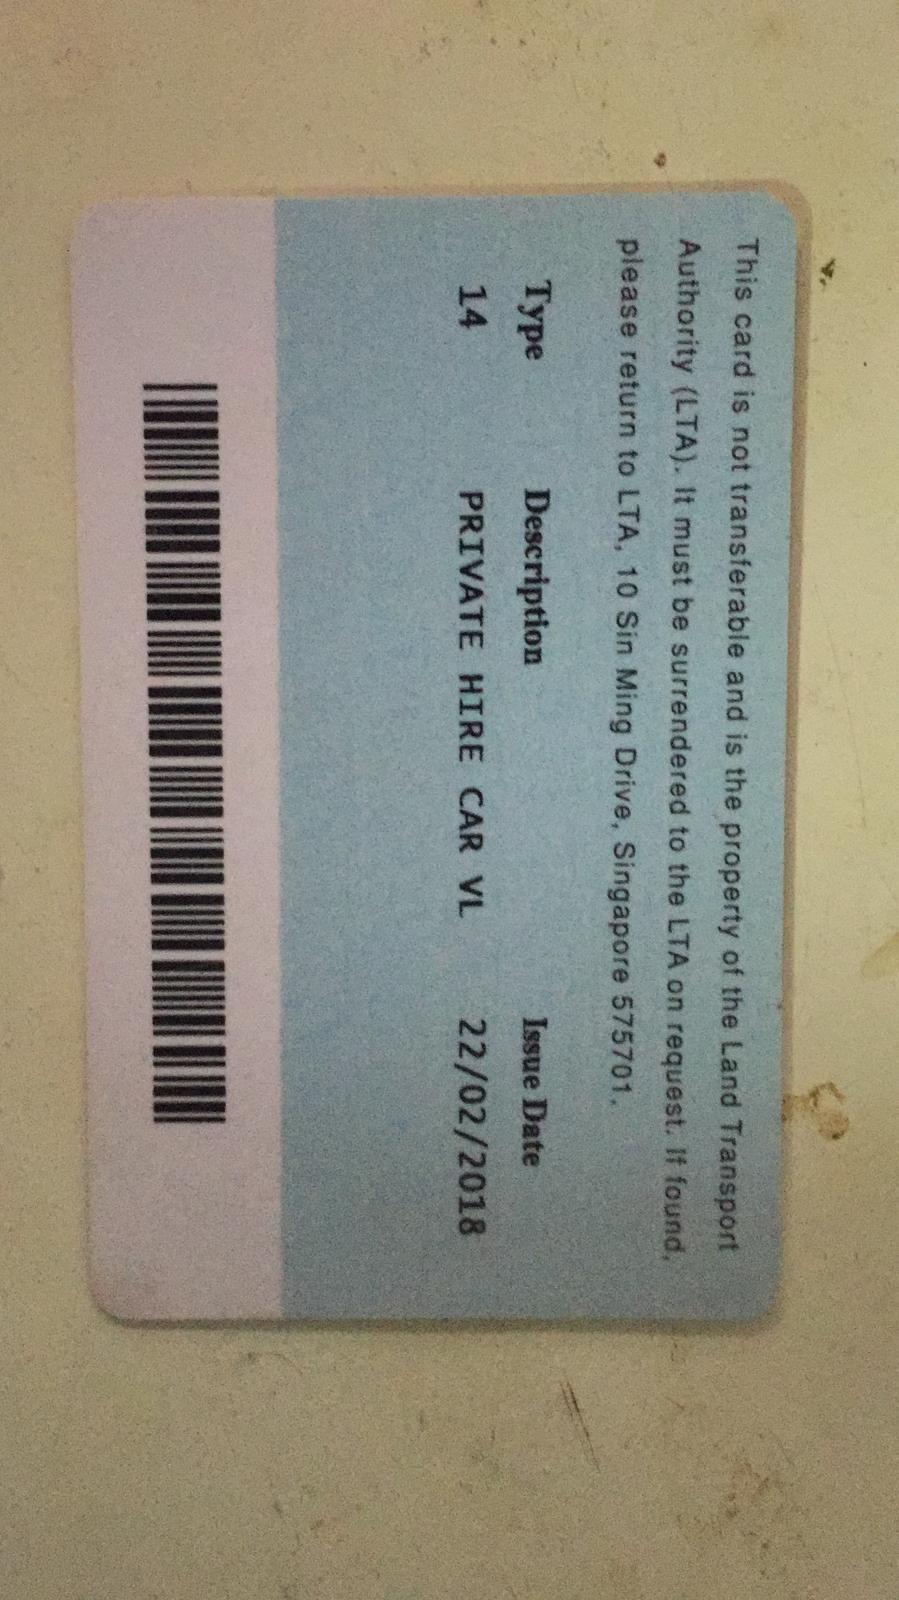 This card is not transferable and is the property of the Land Transport
Authority (LTA). It must be surrendered to the LTA on request. If found,
please return to LTA, 10 Sin Ming Drive, Singapore 575701.
Type Description Issue Date
14 PRIVATE HIRE CAR VL 22/02/2018